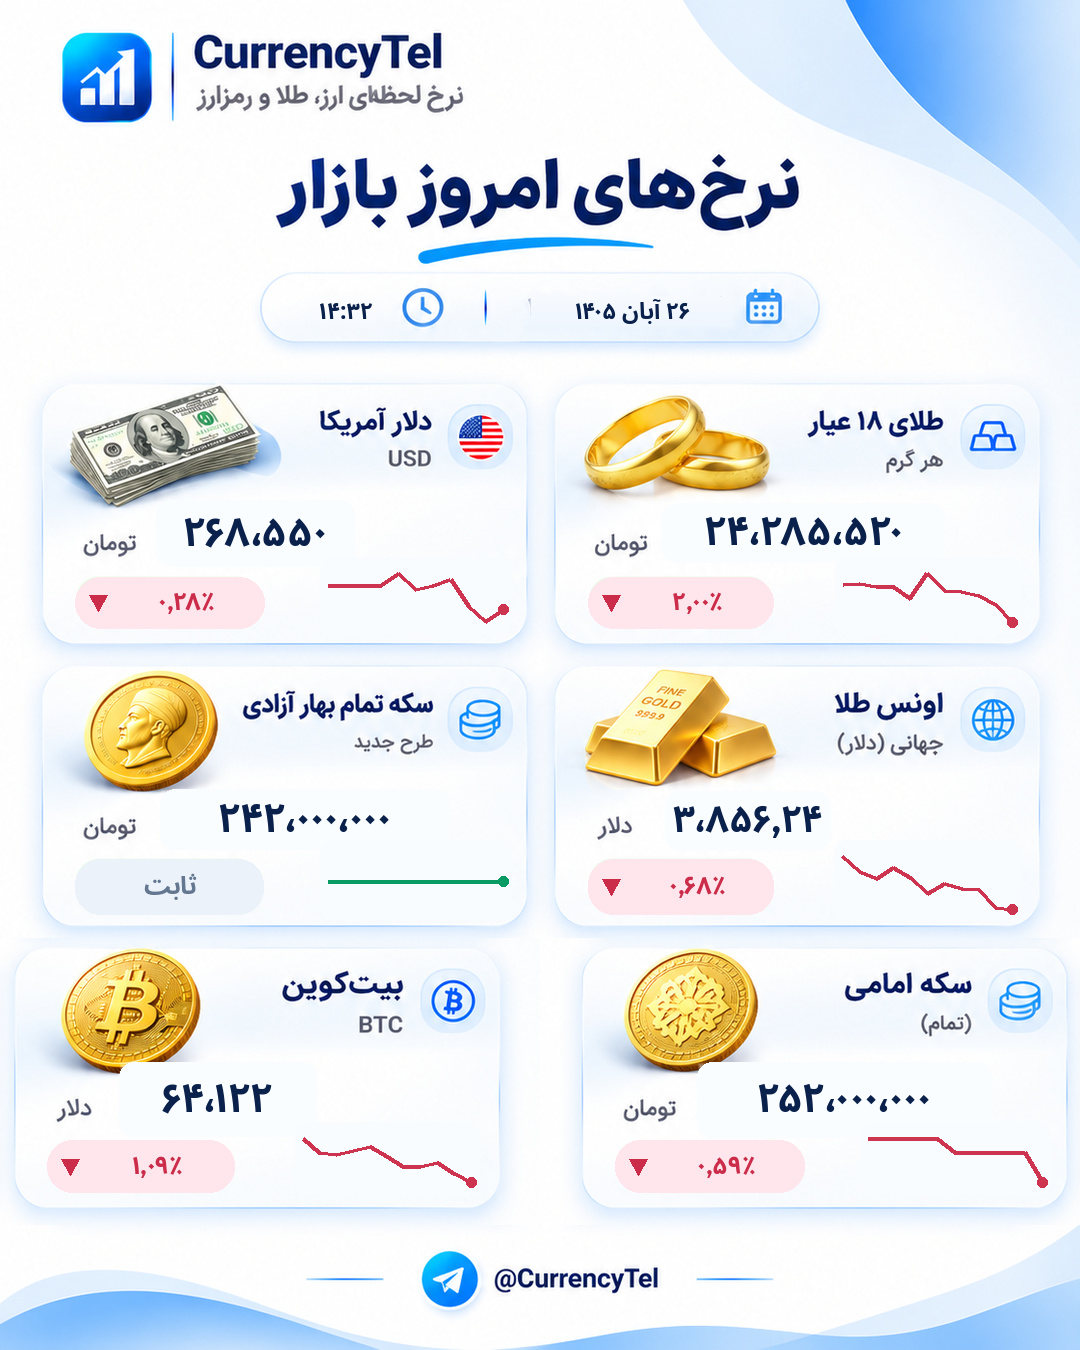 CurrencyTel
نرخ لحظه‌ای ارز، طلا و رمزارز
نرخ‌های امروز بازار
۲۶ آبان ۱۴۰۵
۱۴:۳۲
طلای ۱۸ عیار
هر گرم
۲۴،۲۸۵،۵۲۰ تومان
▼ ۲,۰۰٪
دلار آمریکا
USD
۲۶۸،۵۵۰ تومان
▼ ۰,۲۸٪
اونس طلا
جهانی (دلار)
FINE
GOLD
999.9
۳،۸۵۶,۲۴ دلار
▼ ۰,۶۸٪
سکه تمام بهار آزادی
طرح جدید
۲۴۲،۰۰۰،۰۰۰ تومان
ثابت
سکه امامی
(تمام)
۲۵۲،۰۰۰،۰۰۰ تومان
▼ ۰,۵۹٪
بیت‌کوین
BTC
۶۴،۱۲۲ دلار
▼ ۱,۰۹٪
@CurrencyTel